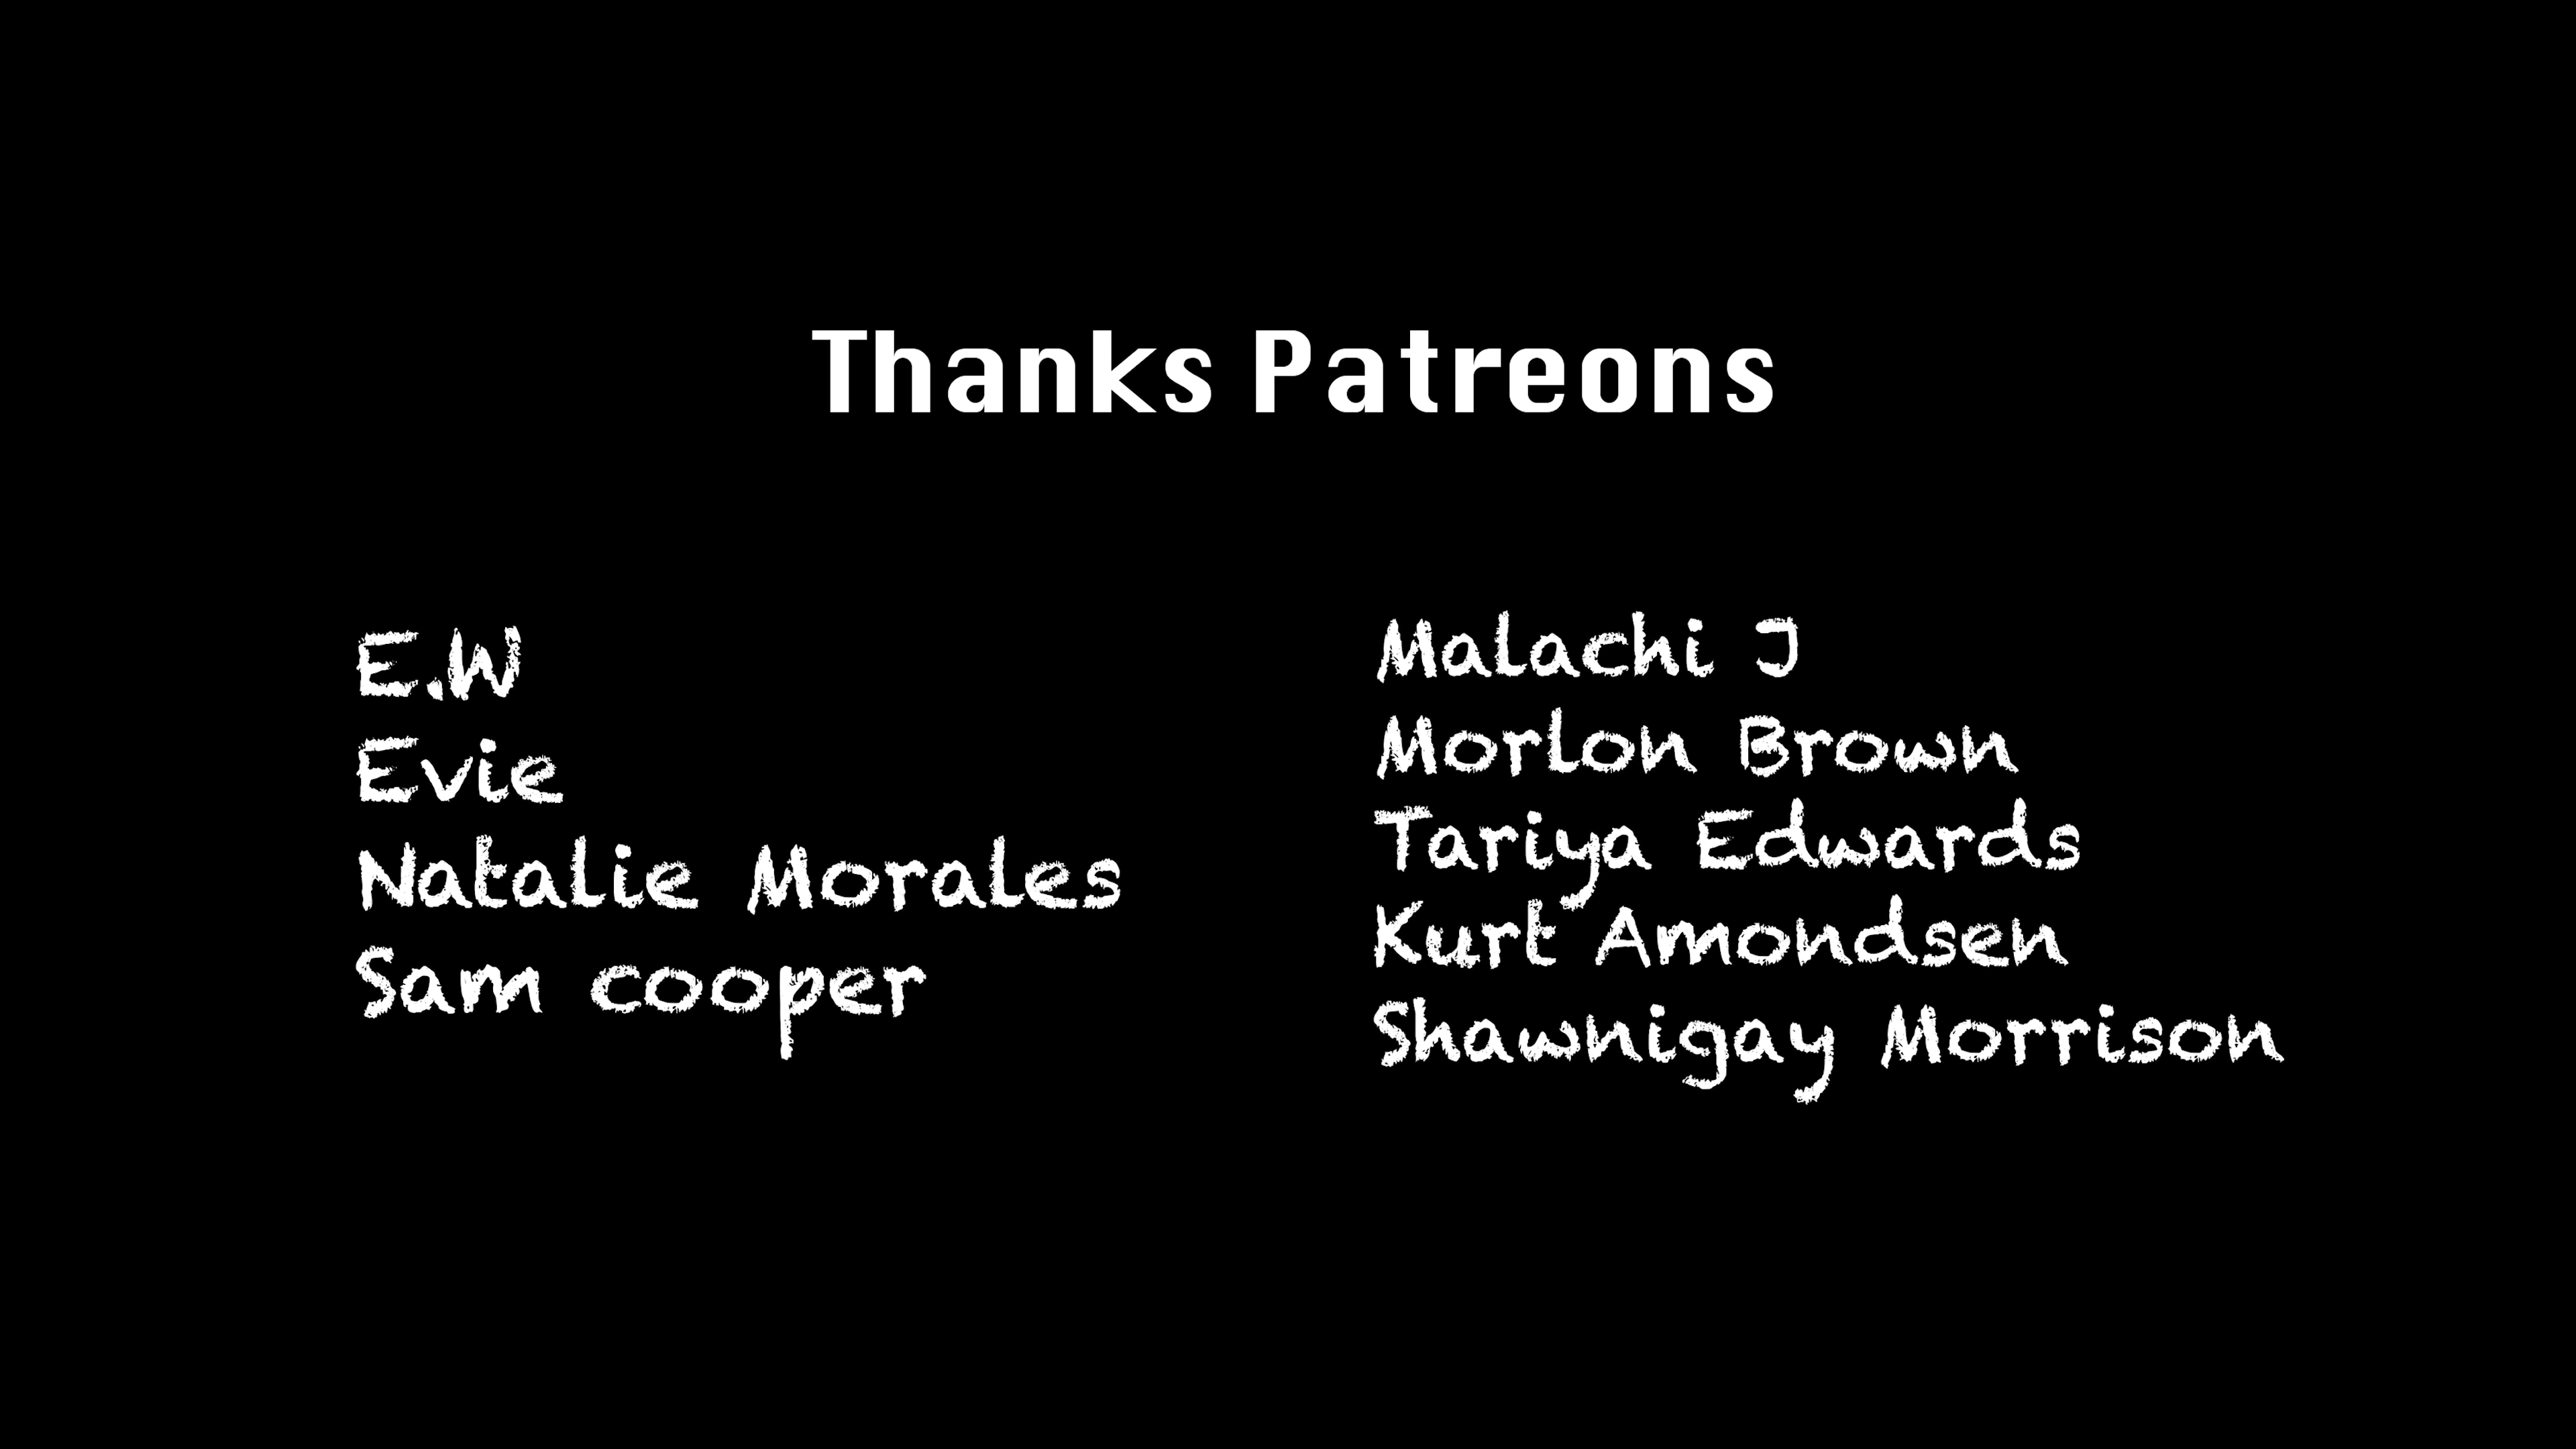 Thanks Patreons
E.W
Evie
Natalie Morales
Sam cooper
Malachi J
Morlon Brown
Tariya Edwards
Kurt Amondsen
Shawnigay Morrison